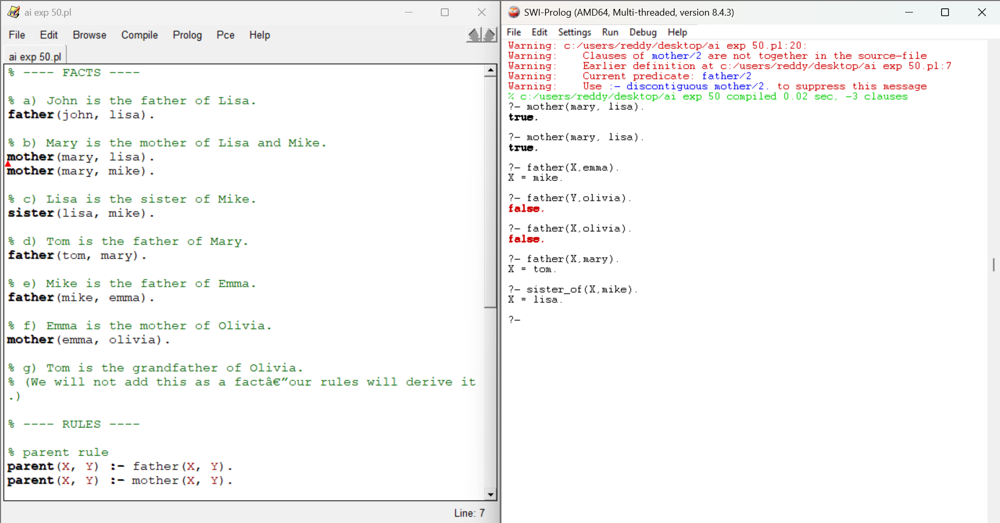 ai exp 50.pl
File Edit Browse Compile Prolog Pce Help
ai exp 50.pl
% ---- FACTS ----
% a) John is the father of Lisa.
father(john, lisa).
% b) Mary is the mother of Lisa and Mike.
mother(mary, lisa).
mother(mary, mike).
% c) Lisa is the sister of Mike.
sister(lisa, mike).
% d) Tom is the father of Mary.
father(tom, mary).
% e) Mike is the father of Emma.
father(mike, emma).
% f) Emma is the mother of Olivia.
mother(emma, olivia).
% g) Tom is the grandfather of Olivia.
% (We will not add this as a factâ€”our rules will derive it
.)
% ---- RULES ----
% parent rule
parent(X, Y) :- father(X, Y).
parent(X, Y) :- mother(X, Y).
Line: 7
SWI-Prolog (AMD64, Multi-threaded, version 8.4.3)
File Edit Settings Run Debug Help
Warning: c:/users/reddy/desktop/ai exp 50.pl:20:
Warning:    Clauses of mother/2 are not together in the source-file
Warning:    Earlier definition at c:/users/reddy/desktop/ai exp 50.pl:7
Warning:    Current predicate: father/2
Warning:    Use :- discontiguous mother/2. to suppress this message
% c:/users/reddy/desktop/ai exp 50 compiled 0.02 sec, -3 clauses
?- mother(mary, lisa).
true.
?- mother(mary, lisa).
true.
?- father(X,emma).
X = mike.
?- father(Y,olivia).
false.
?- father(X,olivia).
false.
?- father(X,mary).
X = tom.
?- sister_of(X,mike).
X = lisa.
?-